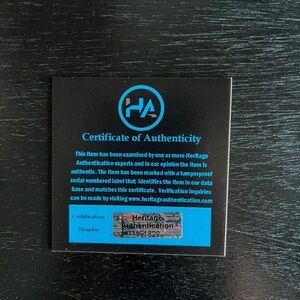 HA
Certificate of Authenticity
This item has been examined by one or more Heritage
Authentication experts and in our opinion the item is
authentic. The item has been marked with a tamperproof
serial numbered label that, identifies the item in our data
base and matches this certificate. Verification inquiries
can be made by visiting www.heritageauthentication.com
Certification
Number
Heritage
Authentication